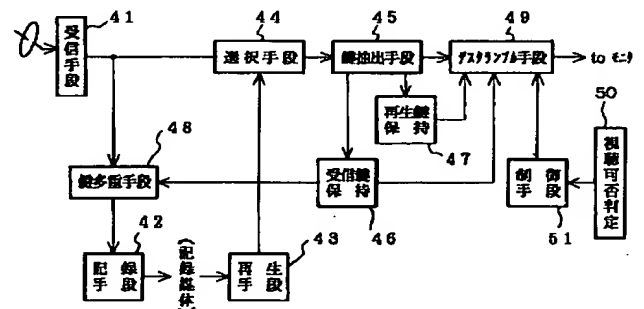 41
受信手段
44
選択手段
45
鍵抽出手段
49
デスクランブル手段
to モニタ
再生鍵
保持
47
50
視聴可否判定
48
鍵多重手段
受信鍵
保持
46
制御
手段
51
42
記録
手段
(記録媒体)
再生
手段
43